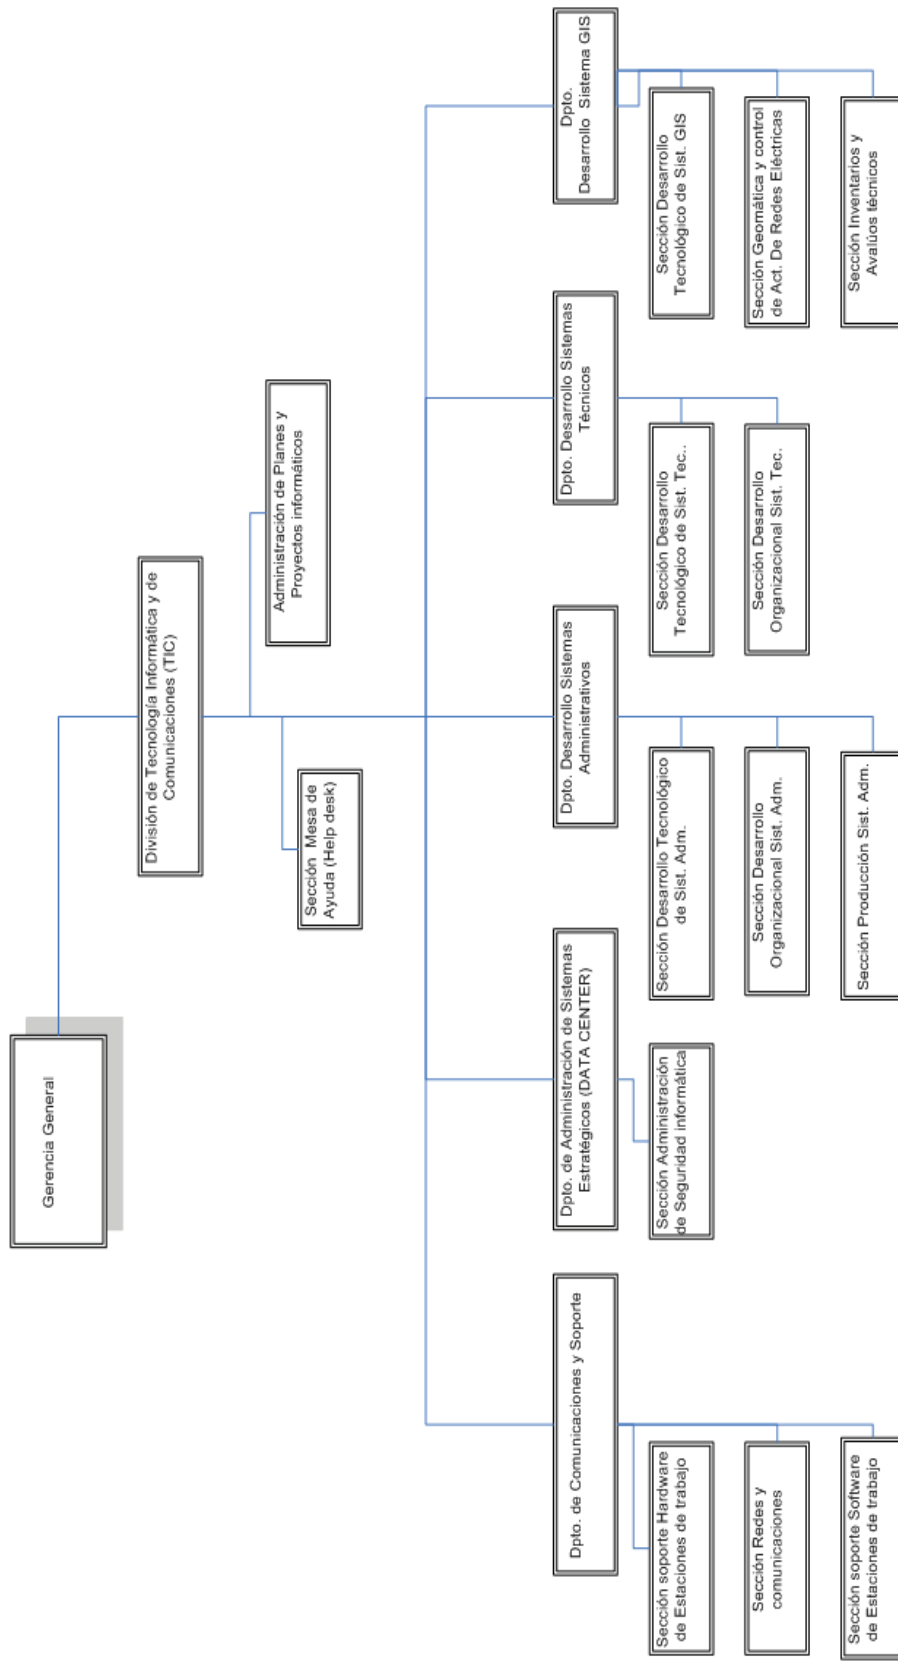 Gerencia General
División de Tecnología Informática y de
Comunicaciones (TIC)
Administración de Planes y
Proyectos informáticos
Sección Mesa de
Ayuda (Help desk)
Dpto. de Comunicaciones y Soporte
Dpto. de Administración de Sistemas
Estratégicos (DATA CENTER)
Dpto. Desarrollo Sistemas
Administrativos
Dpto. Desarrollo Sistemas
Técnicos
Dpto.
Desarrollo Sistema GIS
Sección soporte Hardware
de Estaciones de trabajo
Sección Administración
de Seguridad informática
Sección Desarrollo Tecnológico
de Sist. Adm.
Sección Desarrollo
Tecnológico de Sist. Tec..
Sección Desarrollo
Tecnológico de Sist. GIS
Sección Redes y
comunicaciones
Sección Desarrollo
Organizacional Sist. Adm.
Sección Desarrollo
Organizacional Sist. Tec.
Sección Geomática y control
de Act. De Redes Eléctricas
Sección soporte Software
de Estaciones de trabajo
Sección Producción Sist. Adm.
Sección Inventarios y
Avalúos técnicos